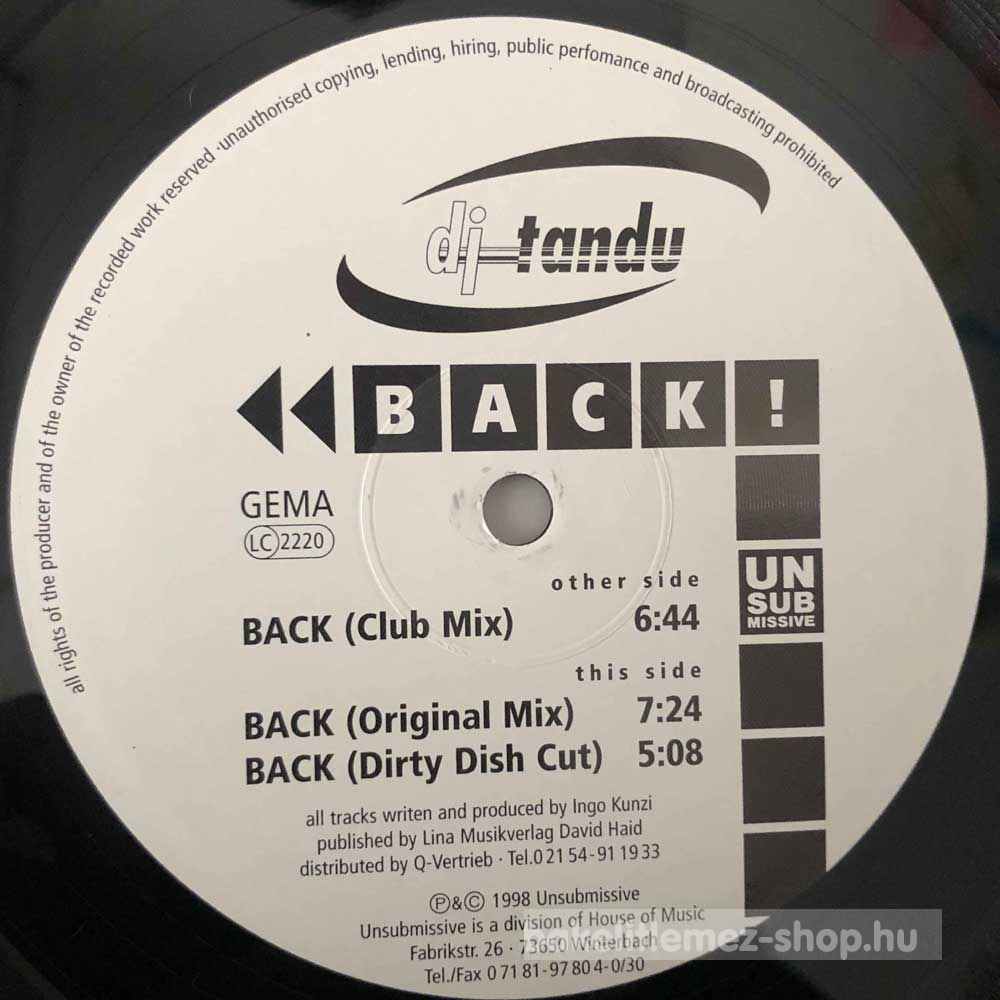 all rights of the producer and of the owner of the recorded work reserved ·unauthorised copying, lending, hiring, public perfomance and broadcasting prohibited
dj tandu
BACK!
GEMA
LC 2220
other side
BACK (Club Mix) 6:44
UN
SUB
MISSIVE
this side
BACK (Original Mix) 7:24
BACK (Dirty Dish Cut) 5:08
all tracks writen and produced by Ingo Kunzi
published by Lina Musikverlag David Haid
distributed by Q-Vertrieb · Tel.0 21 54-91 19 33
℗&© 1998 Unsubmissive
Unsubmissive is a division of House of Music
Fabrikstr. 26 · 73650 Winterbach
bakelitlemez-shop.hu
Tel./Fax 0 71 81-97 80 4-0/30